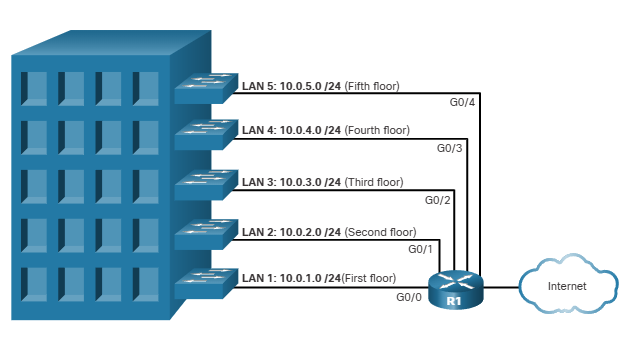 LAN 5: 10.0.5.0 /24 (Fifth floor)
G0/4
LAN 4: 10.0.4.0 /24 (Fourth floor)
G0/3
LAN 3: 10.0.3.0 /24 (Third floor)
G0/2
LAN 2: 10.0.2.0 /24 (Second floor)
G0/1
LAN 1: 10.0.1.0 /24(First floor)
G0/0
R1
Internet